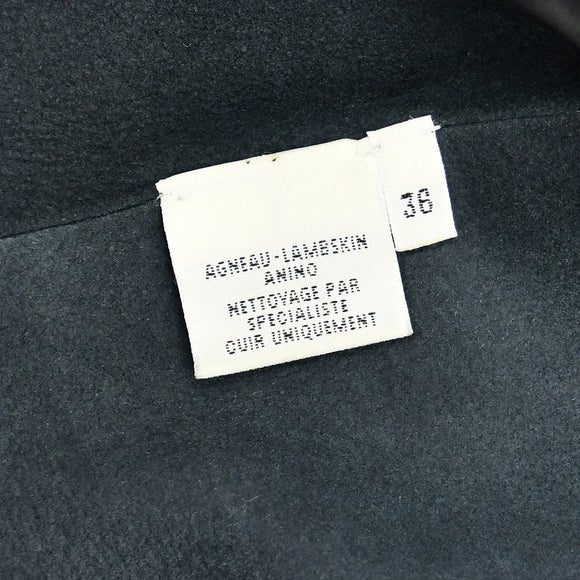 AGNEAU-LAMBSKIN
ANINO
NETTOYAGE PAR
SPECIALISTE
CUIR UNIQUEMENT
36